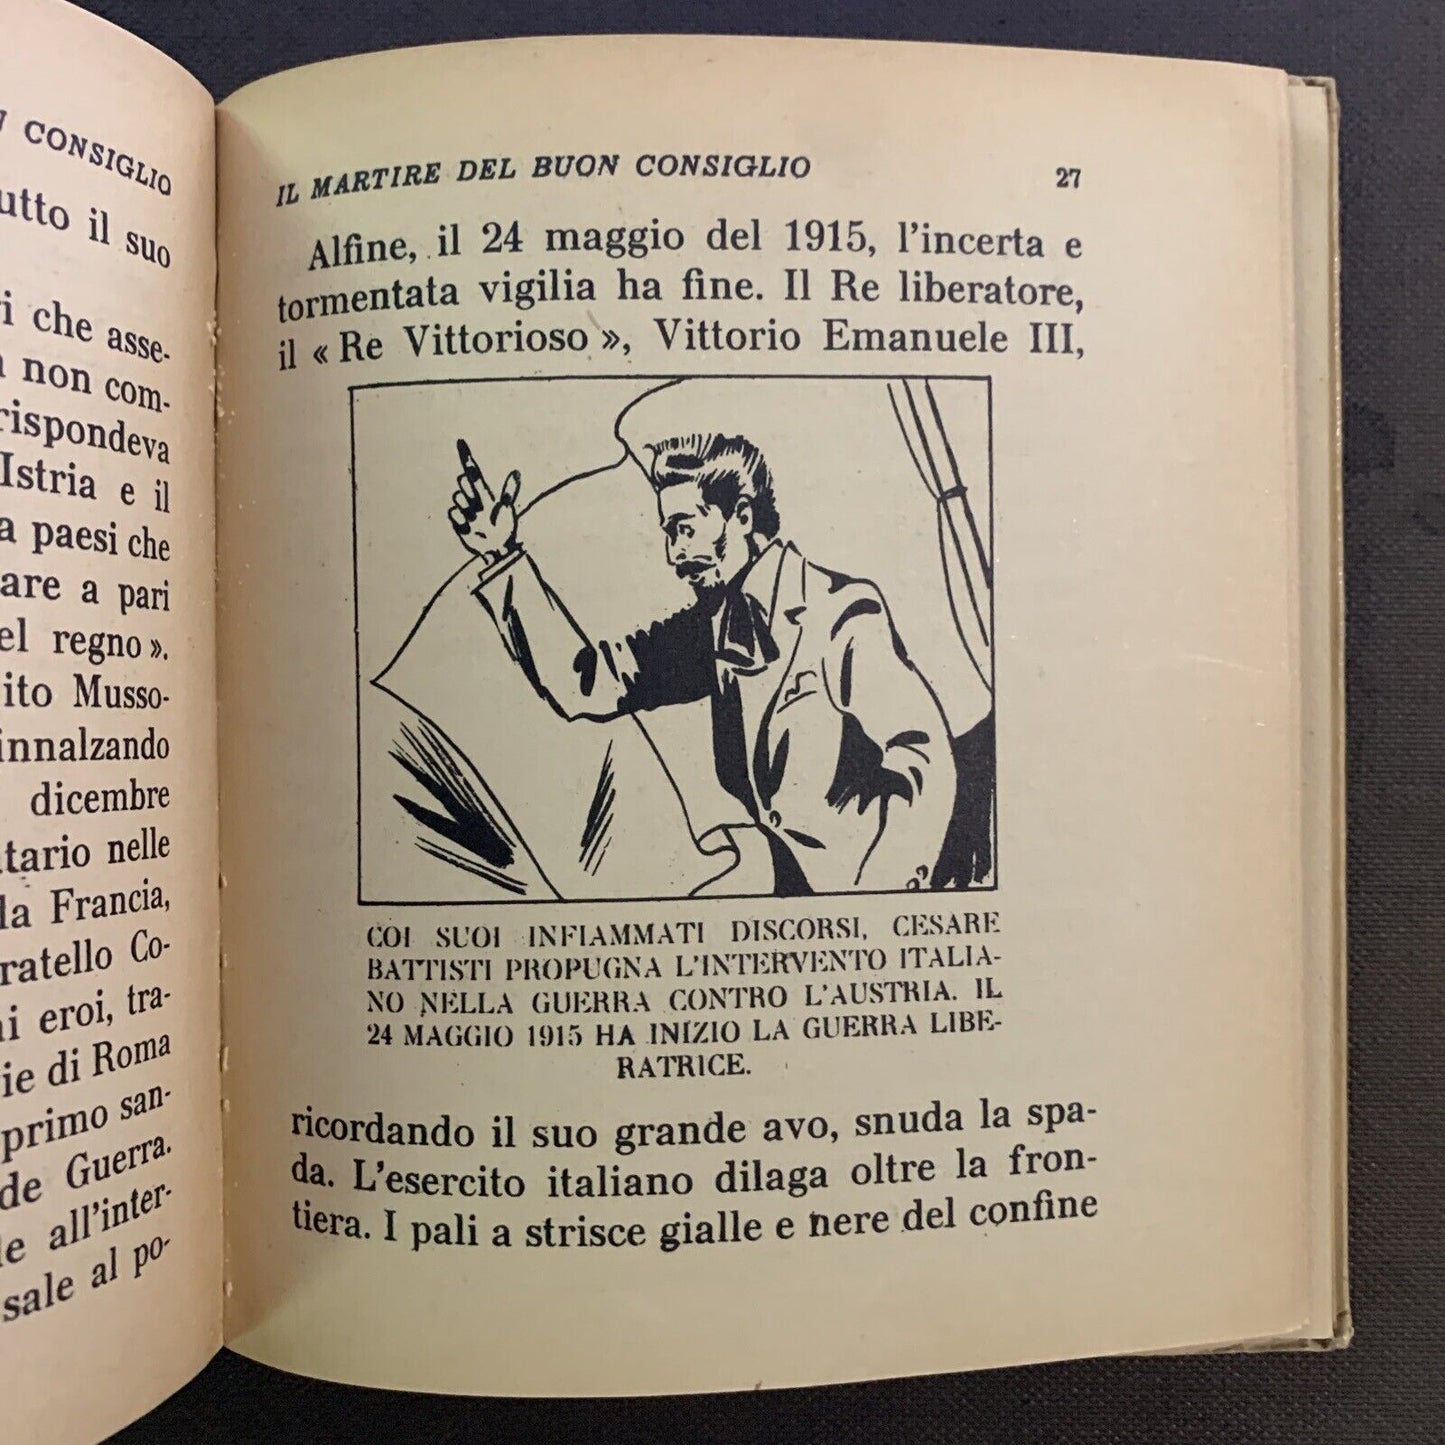 CONSIGLIO
utto il suo
i che asse-
non com-
rispondeva
Istria e il
a paesi che
are a pari
el regno».
ito Musso-
innalzando
dicembre
tario nelle
la Francia,
ratello Co-
i eroi, tra-
ie di Roma
primo san-
de Guerra.
le all'inter-
sale al po-
IL MARTIRE DEL BUON CONSIGLIO 27
Alfine, il 24 maggio del 1915, l'incerta e
tormentata vigilia ha fine. Il Re liberatore,
il « Re Vittorioso », Vittorio Emanuele III,
COI SUOI INFIAMMATI DISCORSI, CESARE
BATTISTI PROPUGNA L'INTERVENTO ITALIA-
NO NELLA GUERRA CONTRO L'AUSTRIA. IL
24 MAGGIO 1915 HA INIZIO LA GUERRA LIBE-
RATRICE.
ricordando il suo grande avo, snuda la spa-
da. L'esercito italiano dilaga oltre la fron-
tiera. I pali a strisce gialle e nere del confine